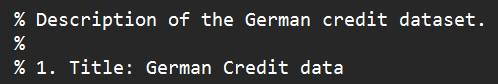 % Description of the German credit dataset.
%
% 1. Title: German Credit data